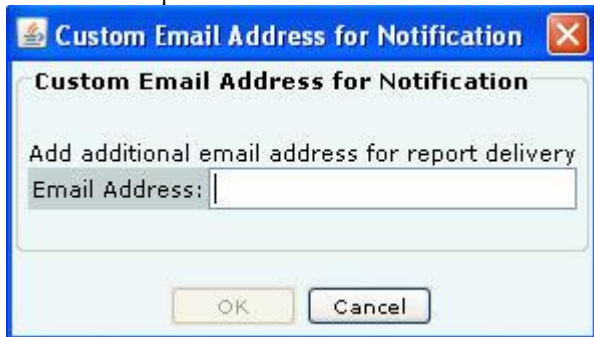 Custom Email Address for Notification
Custom Email Address for Notification
Add additional email address for report delivery
Email Address:
OK Cancel